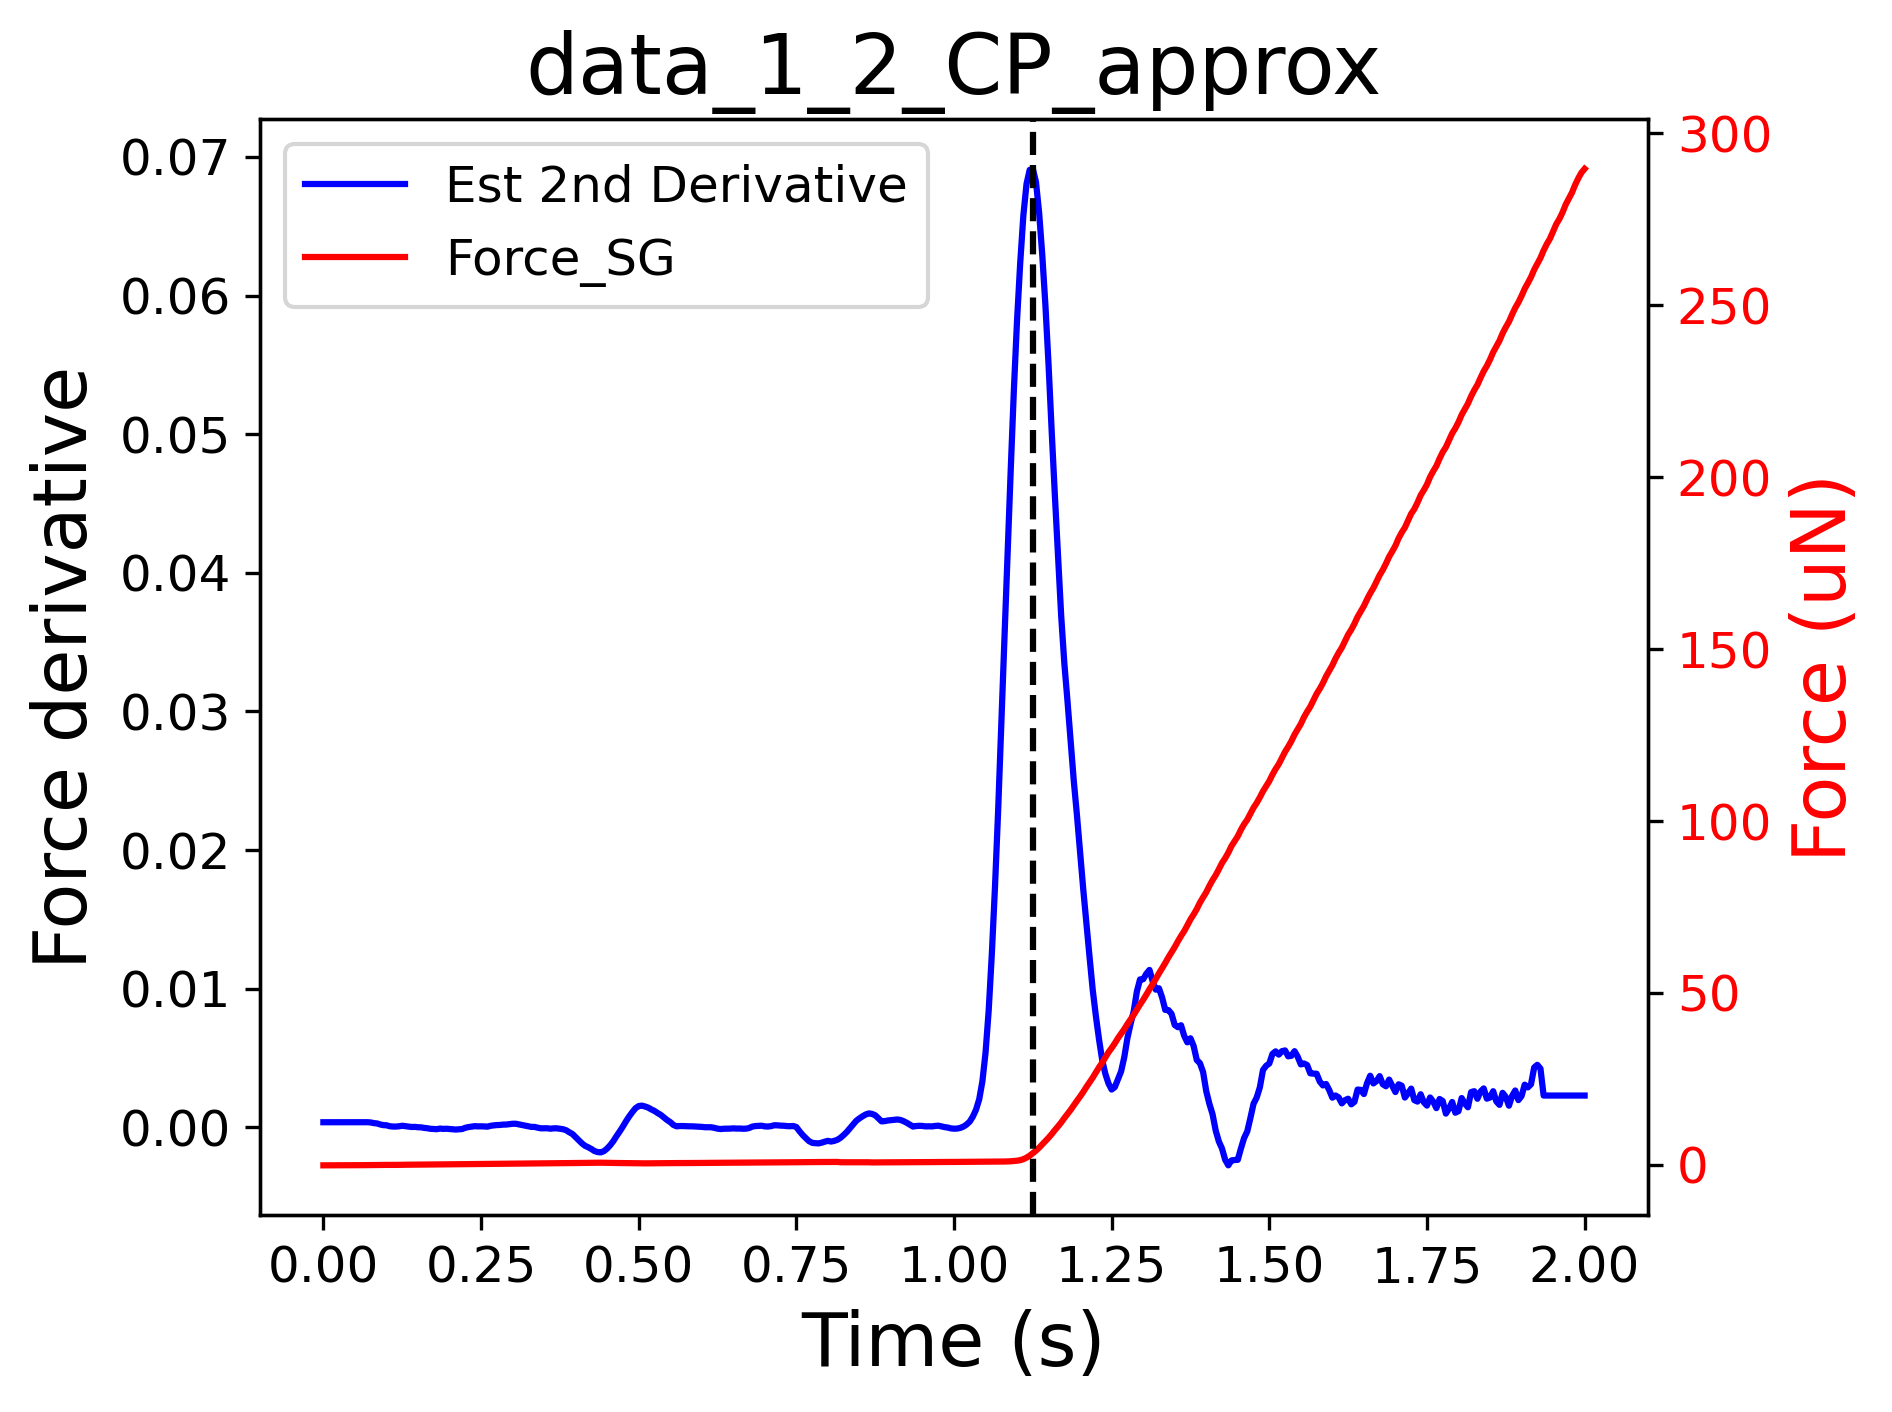 data_1_2_CP_approx
Est 2nd Derivative
Force_SG
Force derivative
0.07
0.06
0.05
0.04
0.03
0.02
0.01
0.00
300
250
200
150
100
50
0
Force (uN)
0.00 0.25 0.50 0.75 1.00 1.25 1.50 1.75 2.00
Time (s)